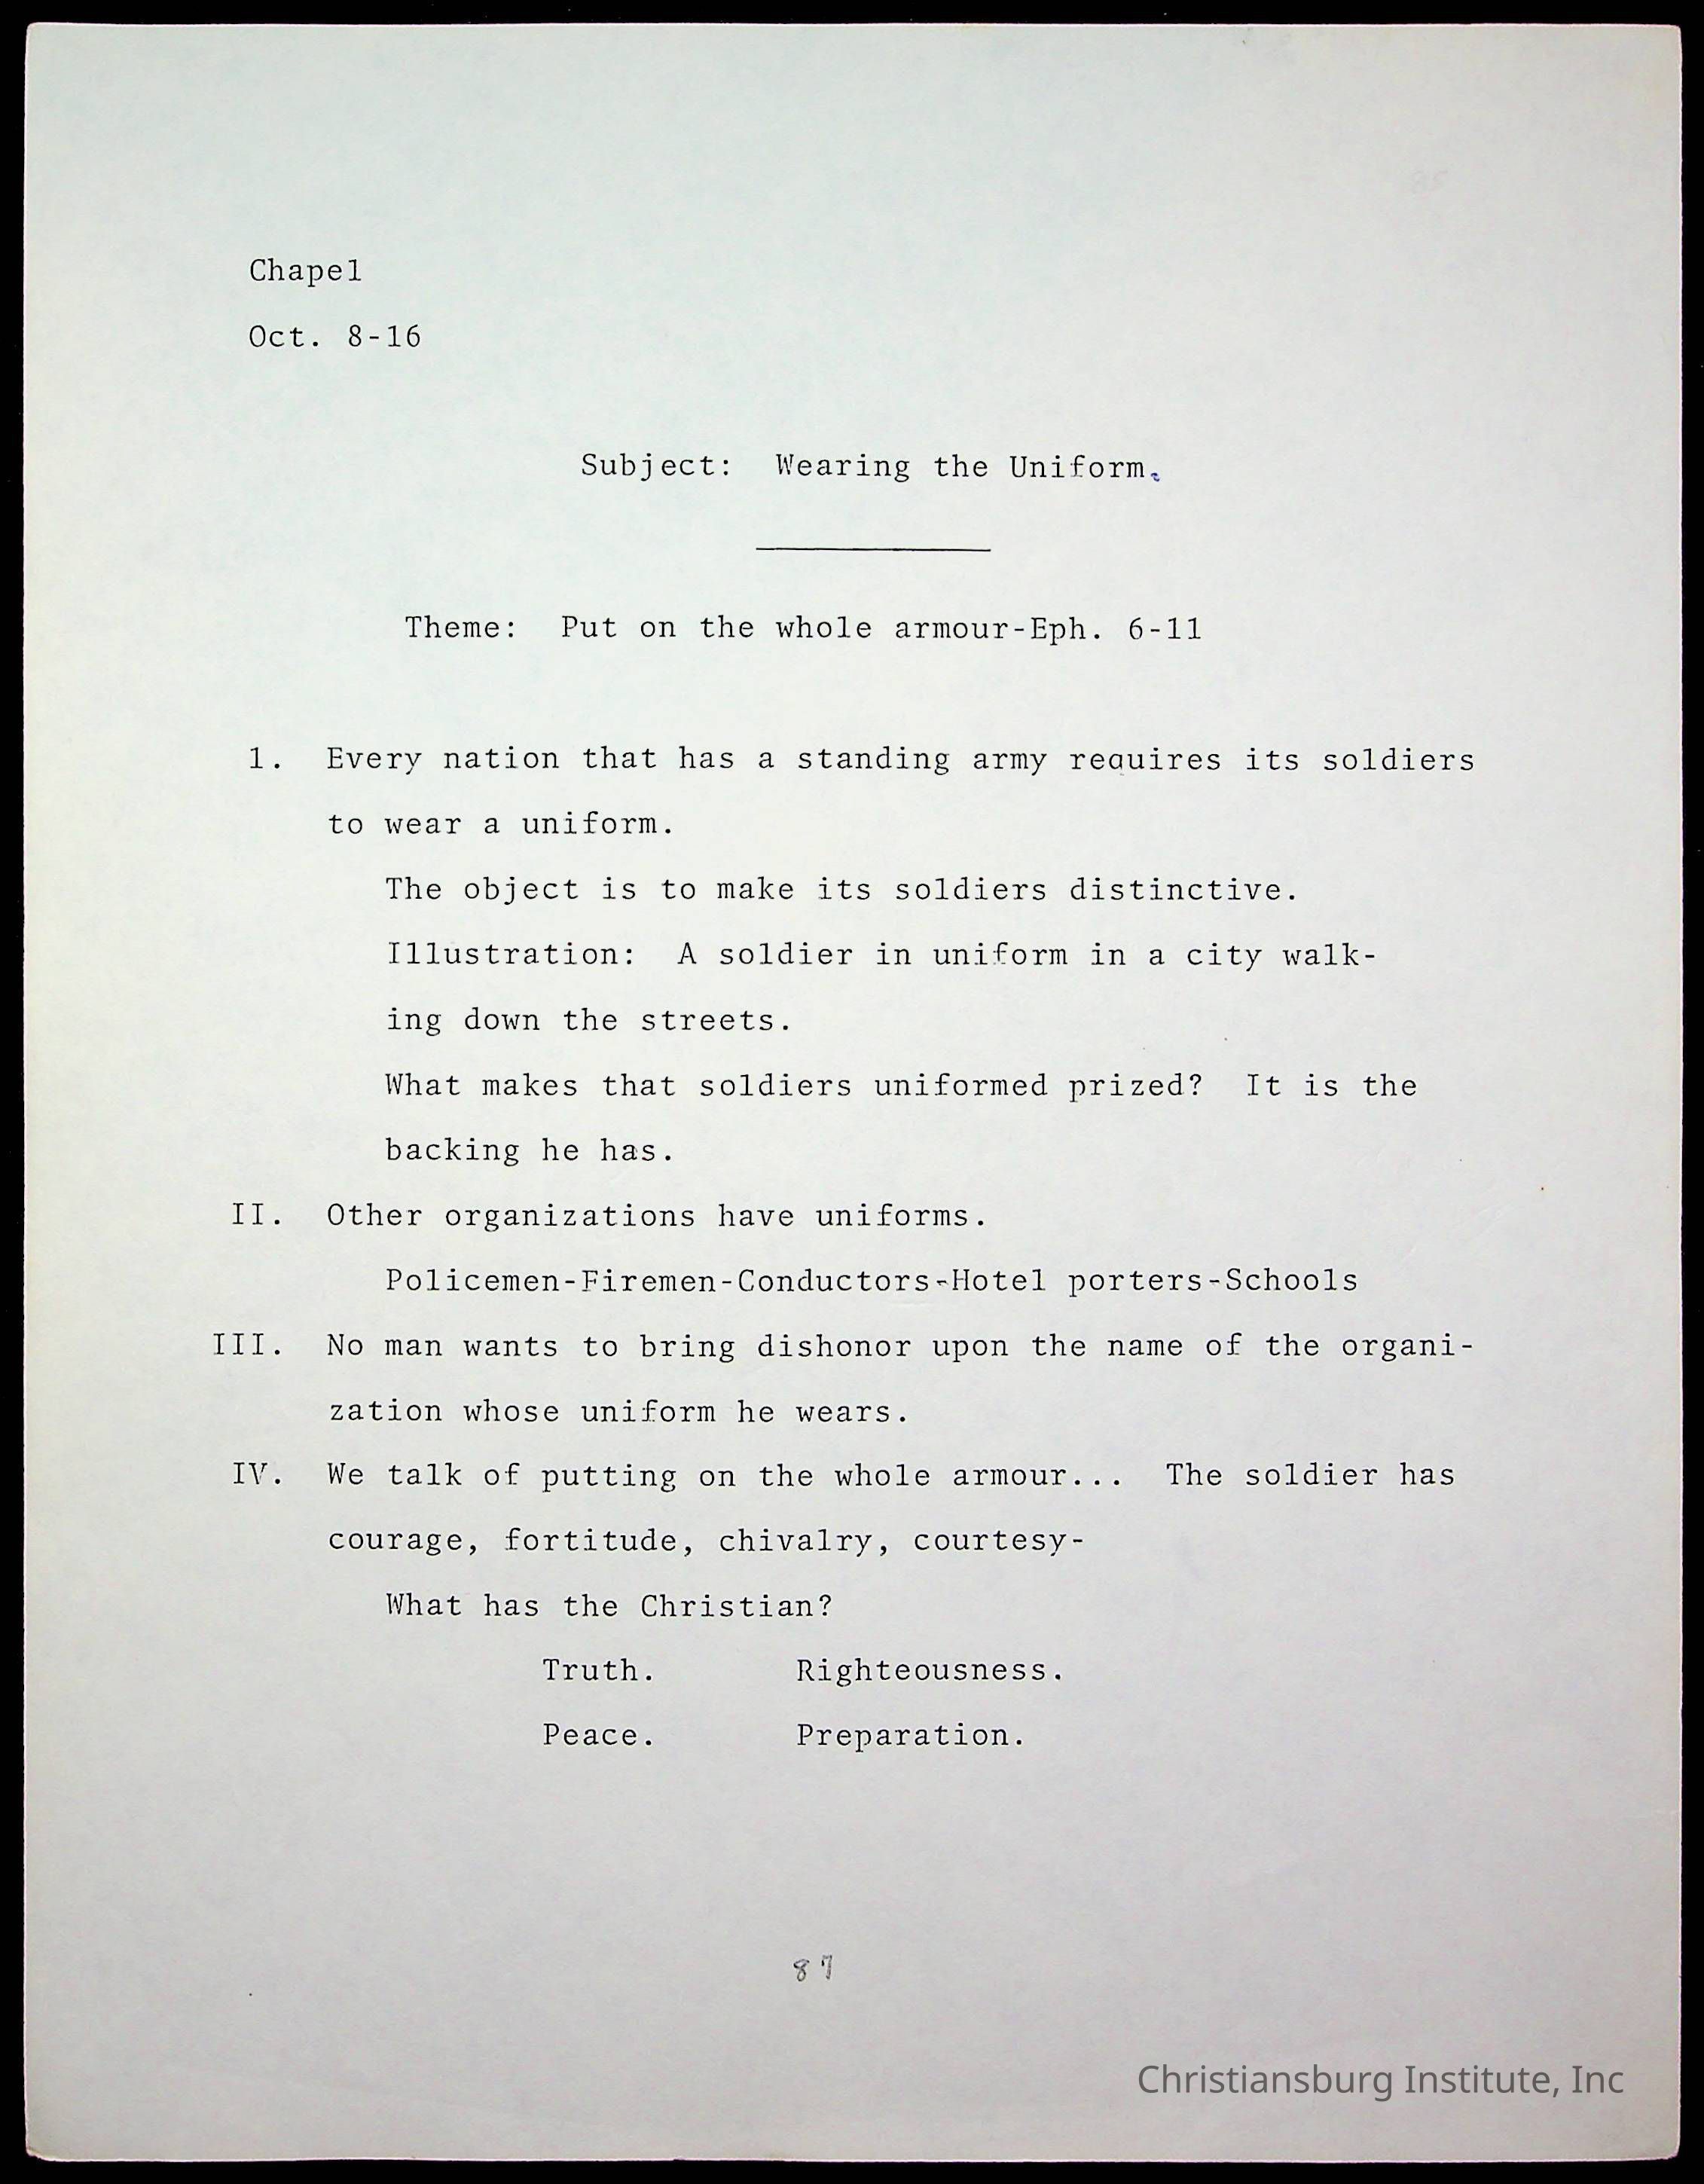 Chapel
Oct. 8-16
Subject: Wearing the Uniform.
Theme: Put on the whole armour-Eph. 6-11
1. Every nation that has a standing army requires its soldiers
to wear a uniform.
The object is to make its soldiers distinctive.
Illustration: A soldier in uniform in a city walk-
ing down the streets.
What makes that soldiers uniformed prized? It is the
backing he has.
II. Other organizations have uniforms.
Policemen-Firemen-Conductors-Hotel porters-Schools
III. No man wants to bring dishonor upon the name of the organi-
zation whose uniform he wears.
IV. We talk of putting on the whole armour... The soldier has
courage, fortitude, chivalry, courtesy-
What has the Christian?
Truth. Righteousness.
Peace. Preparation.
87
Christiansburg Institute, Inc